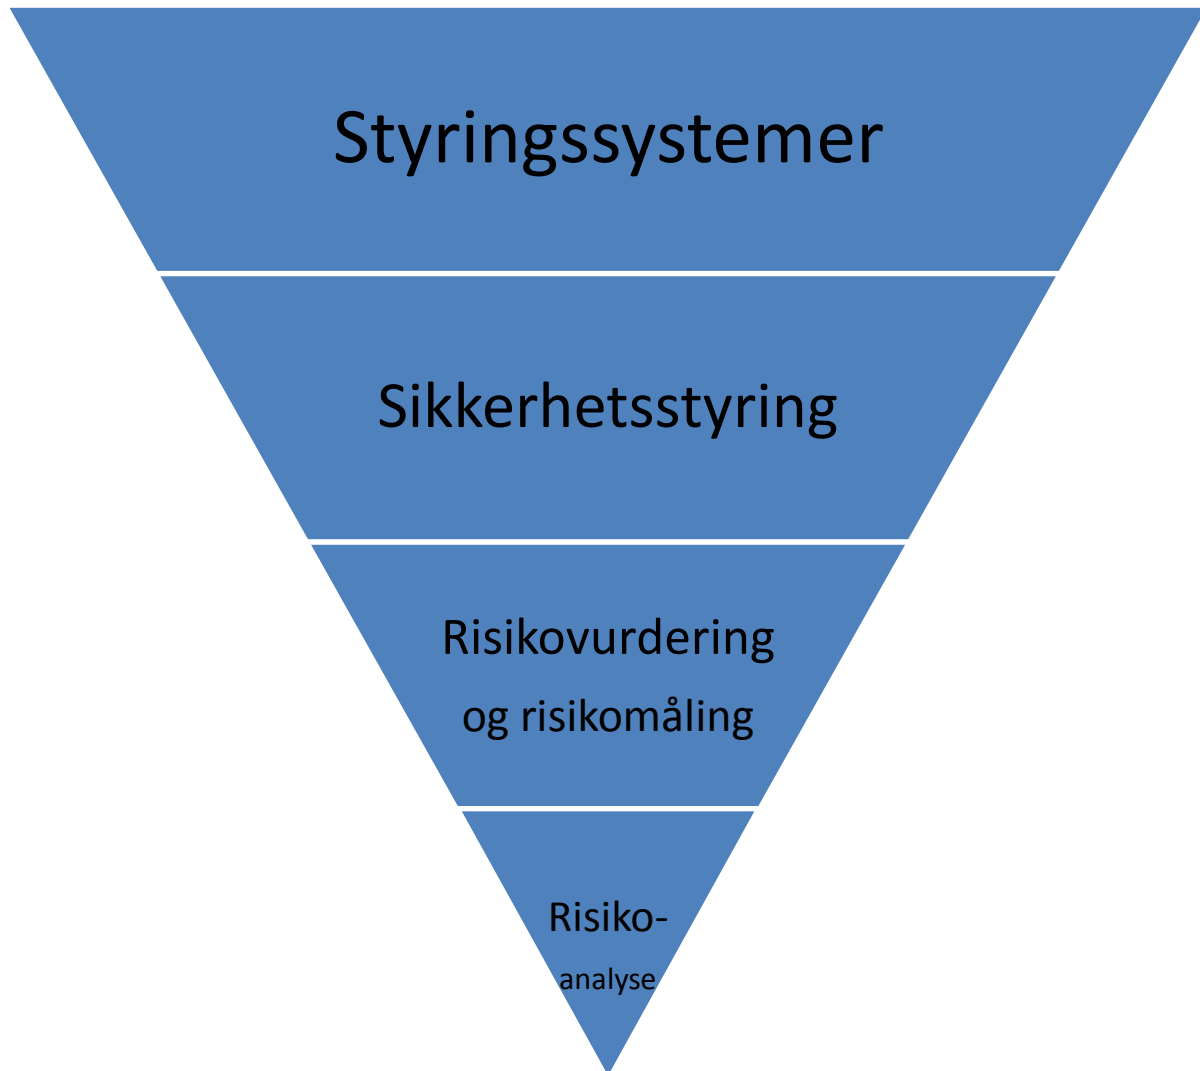 Styringssystemer
Sikkerhetsstyring
Risikovurdering
og risikomåling
Risiko-
analyse